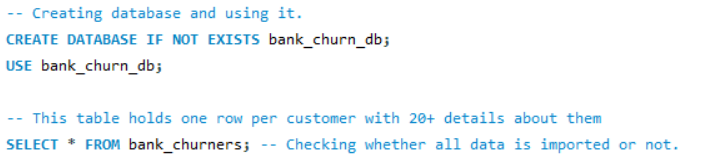 -- Creating database and using it.
CREATE DATABASE IF NOT EXISTS bank_churn_db;
USE bank_churn_db;
-- This table holds one row per customer with 20+ details about them
SELECT * FROM bank_churners; -- Checking whether all data is imported or not.